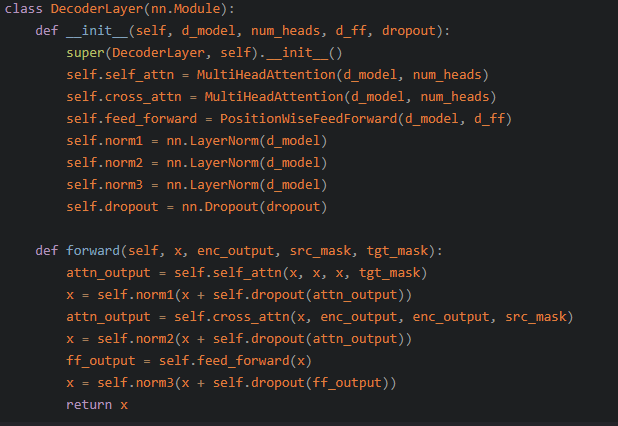 class DecoderLayer(nn.Module):
    def __init__(self, d_model, num_heads, d_ff, dropout):
        super(DecoderLayer, self).__init__()
        self.self_attn = MultiHeadAttention(d_model, num_heads)
        self.cross_attn = MultiHeadAttention(d_model, num_heads)
        self.feed_forward = PositionWiseFeedForward(d_model, d_ff)
        self.norm1 = nn.LayerNorm(d_model)
        self.norm2 = nn.LayerNorm(d_model)
        self.norm3 = nn.LayerNorm(d_model)
        self.dropout = nn.Dropout(dropout)

    def forward(self, x, enc_output, src_mask, tgt_mask):
        attn_output = self.self_attn(x, x, x, tgt_mask)
        x = self.norm1(x + self.dropout(attn_output))
        attn_output = self.cross_attn(x, enc_output, enc_output, src_mask)
        x = self.norm2(x + self.dropout(attn_output))
        ff_output = self.feed_forward(x)
        x = self.norm3(x + self.dropout(ff_output))
        return x